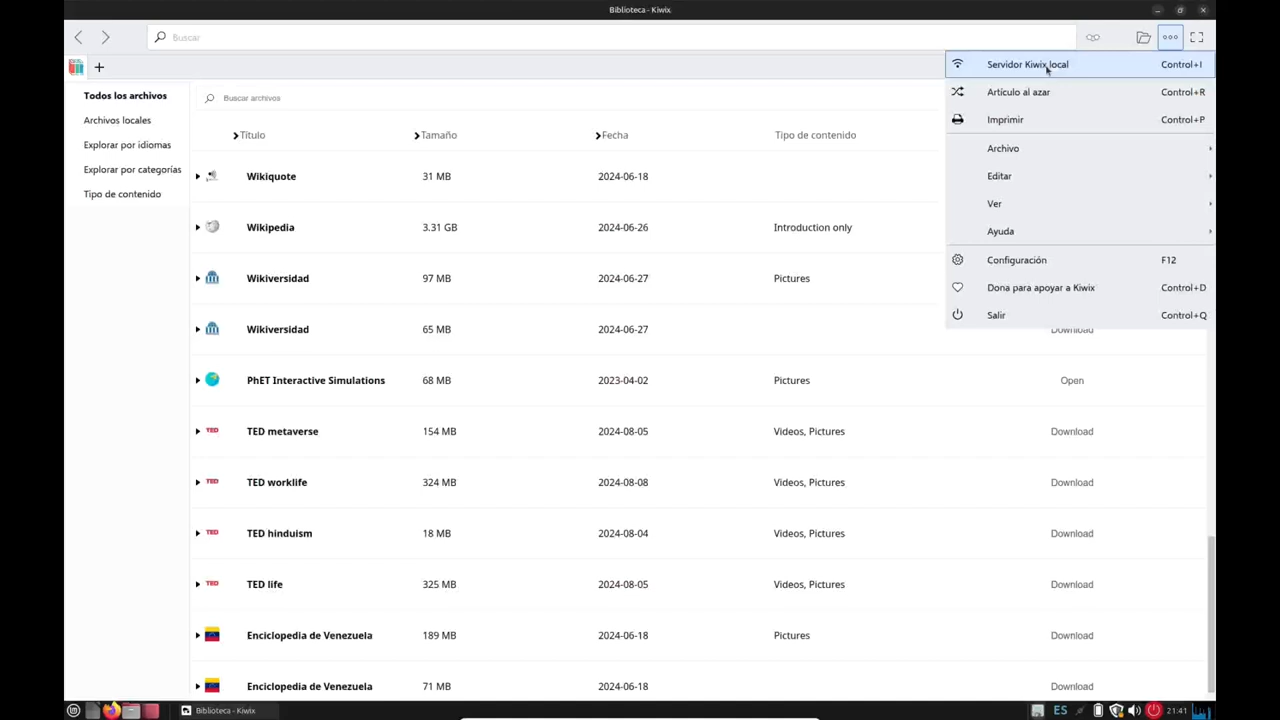 Biblioteca - Kiwix
Buscar
Servidor Kiwix local Control+I
Artículo al azar Control+R
Imprimir Control+P
Archivo
Editar
Ver
Ayuda
Configuración F12
Dona para apoyar a Kiwix Control+D
Salir Control+Q
Todos los archivos
Archivos locales
Explorar por idiomas
Explorar por categorías
Tipo de contenido
Buscar archivos
Título Tamaño Fecha Tipo de contenido
Wikiquote 31 MB 2024-06-18
Wikipedia 3.31 GB 2024-06-26 Introduction only
Wikiversidad 97 MB 2024-06-27 Pictures
Wikiversidad 65 MB 2024-06-27 Download
PhET Interactive Simulations 68 MB 2023-04-02 Pictures Open
TED TED metaverse 154 MB 2024-08-05 Videos, Pictures Download
TED TED worklife 324 MB 2024-08-08 Videos, Pictures Download
TED TED hinduism 18 MB 2024-08-04 Videos, Pictures Download
TED TED life 325 MB 2024-08-05 Videos, Pictures Download
Enciclopedia de Venezuela 189 MB 2024-06-18 Pictures Download
Enciclopedia de Venezuela 71 MB 2024-06-18 Download
Biblioteca - Kiwix ES 21:41